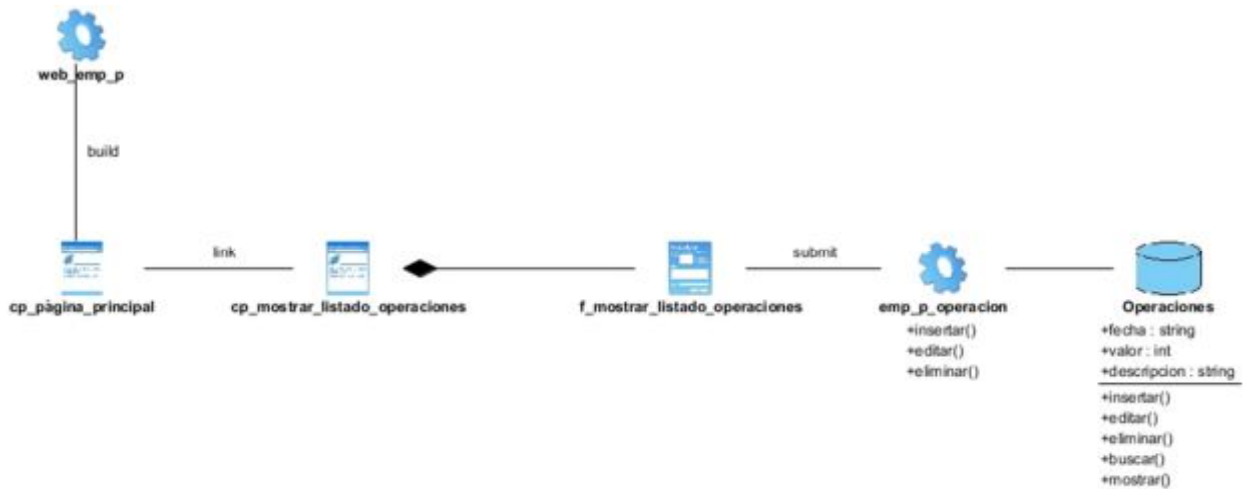 web_emp_p
build
link
submit
cp_pàgina_principal
cp_mostrar_listado_operaciones
f_mostrar_listado_operaciones
emp_p_operacion
+insertar()
+editar()
+eliminar()
Operaciones
+fecha : string
+valor : int
+descripcion : string
+insertar()
+editar()
+eliminar()
+buscar()
+mostrar()